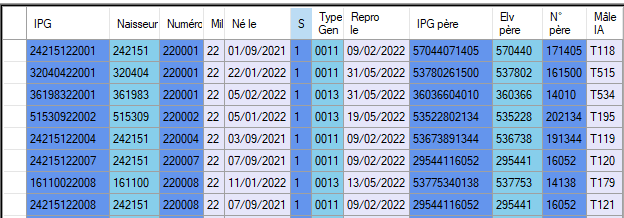 IPG Naisseur Numéro Mil Né le S Type Gen Repro le IPG père Elv père N° père Mâle IA
24215122001 242151 220001 22 01/09/2021 1 0011 09/02/2022 57044071405 570440 171405 T118
32040422001 320404 220001 22 22/01/2022 1 0011 31/05/2022 53780261500 537802 161500 T515
36198322001 361983 220001 22 05/02/2022 1 0013 31/05/2022 36036604010 360366 14010 T534
51530922002 515309 220002 22 05/01/2022 1 0013 19/05/2022 53522802134 535228 202134 T195
24215122004 242151 220004 22 03/09/2021 1 0011 09/02/2022 53673891344 536738 191344 T119
24215122007 242151 220007 22 07/09/2021 1 0011 09/02/2022 29544116052 295441 16052 T120
16110022008 161100 220008 22 11/01/2022 1 0013 13/05/2022 53775340138 537753 14138 T179
24215122008 242151 220008 22 07/09/2021 1 0011 09/02/2022 29544116052 295441 16052 T121